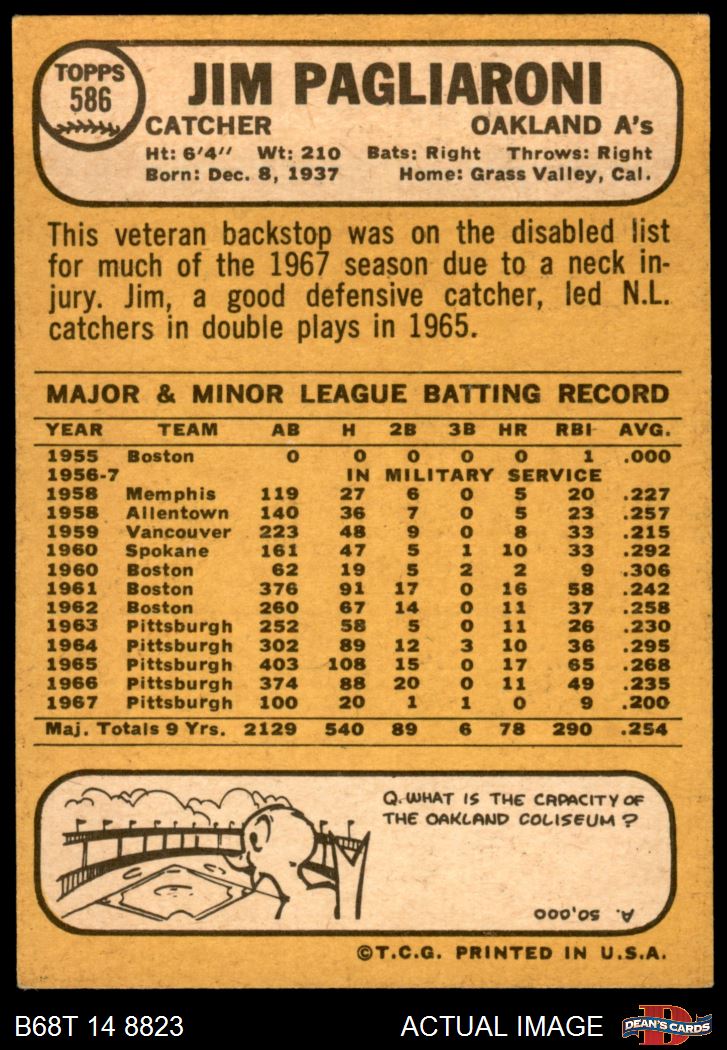 TOPPS
586
JIM PAGLIARONI
CATCHER OAKLAND A's
Ht: 6'4" Wt: 210 Bats: Right Throws: Right
Born: Dec. 8, 1937 Home: Grass Valley, Cal.
This veteran backstop was on the disabled list
for much of the 1967 season due to a neck in-
jury. Jim, a good defensive catcher, led N.L.
catchers in double plays in 1965.
MAJOR & MINOR LEAGUE BATTING RECORD
YEAR TEAM AB H 2B 3B HR RBI AVG.
1955 Boston 0 0 0 0 0 1 .000
1956-7 IN MILITARY SERVICE
1958 Memphis 119 27 6 0 5 20 .227
1958 Allentown 140 36 7 0 5 23 .257
1959 Vancouver 223 48 9 0 8 33 .215
1960 Spokane 161 47 5 1 10 33 .292
1960 Boston 62 19 5 2 2 9 .306
1961 Boston 376 91 17 0 16 58 .242
1962 Boston 260 67 14 0 11 37 .258
1963 Pittsburgh 252 58 5 0 11 26 .230
1964 Pittsburgh 302 89 12 3 10 36 .295
1965 Pittsburgh 403 108 15 0 17 65 .268
1966 Pittsburgh 374 88 20 0 11 49 .235
1967 Pittsburgh 100 20 1 1 0 9 .200
Maj. Totals 9 Yrs. 2129 540 89 6 78 290 .254
Q. WHAT IS THE CAPACITY OF
THE OAKLAND COLISEUM?
A. 50,000
©T.C.G. PRINTED IN U.S.A.
B68T 14 8823 ACTUAL IMAGE D DEAN'S CARDS